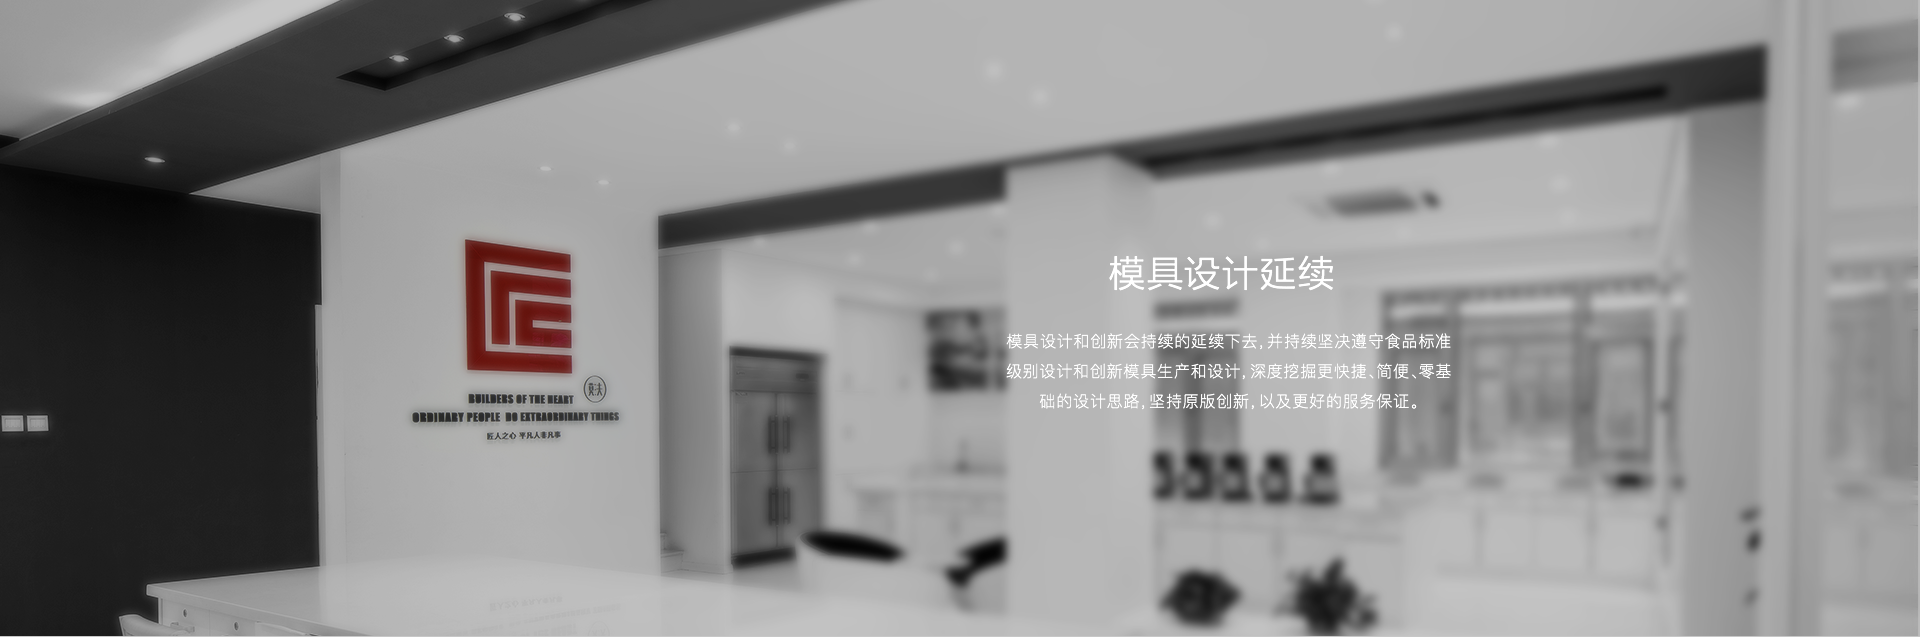 BUILDERS OF THE HEART
ORDINARY PEOPLE DO EXTRAORDINARY THINGS
匠人之心 平凡人非凡事
模具设计延续
模具设计和创新会持续的延续下去,并持续坚决遵守食品标准
级别设计和创新模具生产和设计,深度挖掘更快捷、简便、零基
础的设计思路,坚持原版创新,以及更好的服务保证。